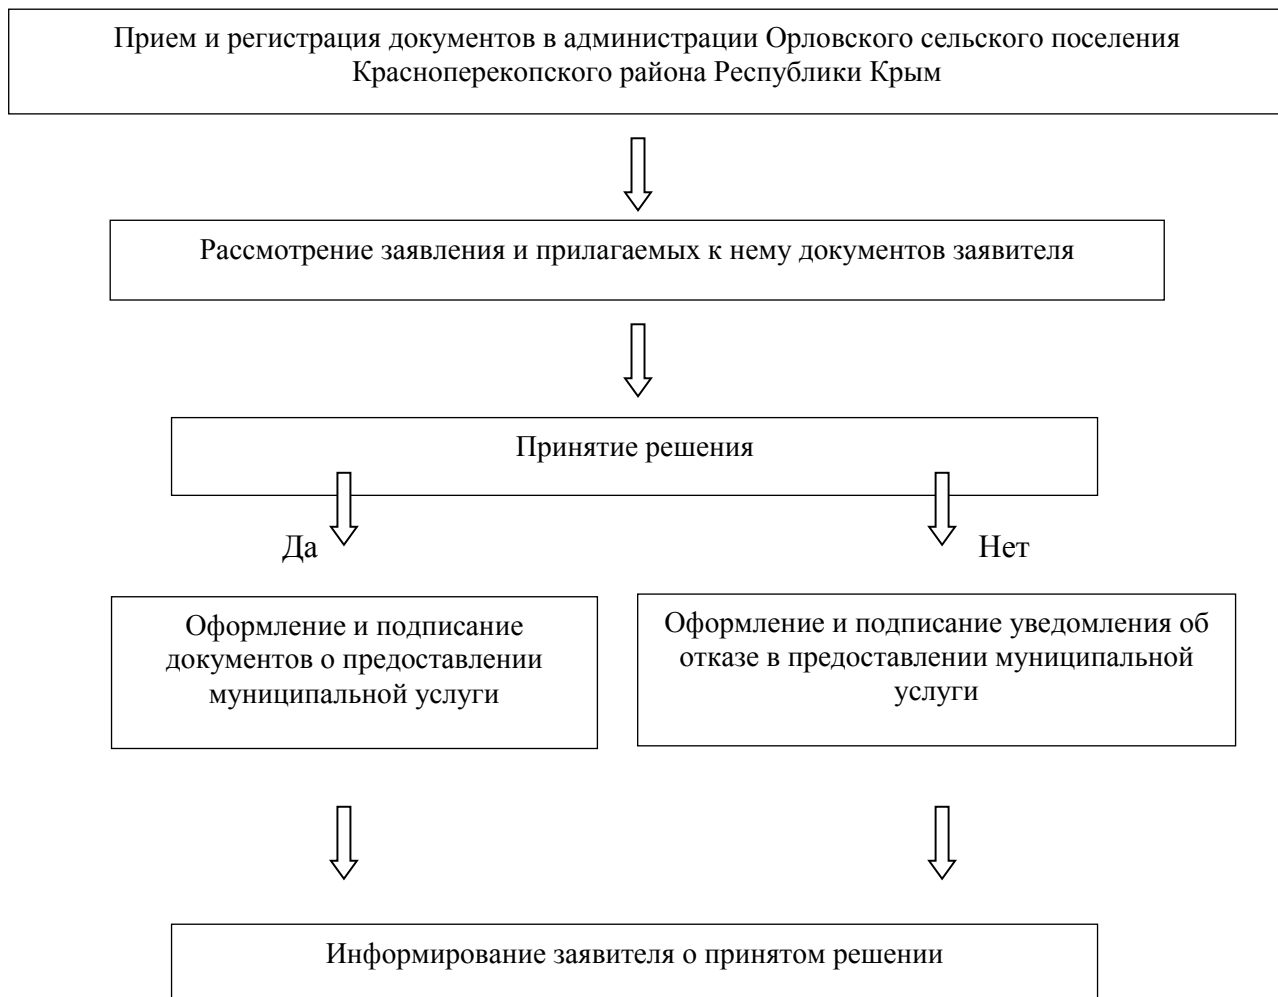 Прием и регистрация документов в администрации Орловского сельского поселения
Красноперекопского района Республики Крым
Рассмотрение заявления и прилагаемых к нему документов заявителя
Принятие решения
Да
Нет
Оформление и подписание
документов о предоставлении
муниципальной услуги
Оформление и подписание уведомления об
отказе в предоставлении муниципальной
услуги
Информирование заявителя о принятом решении